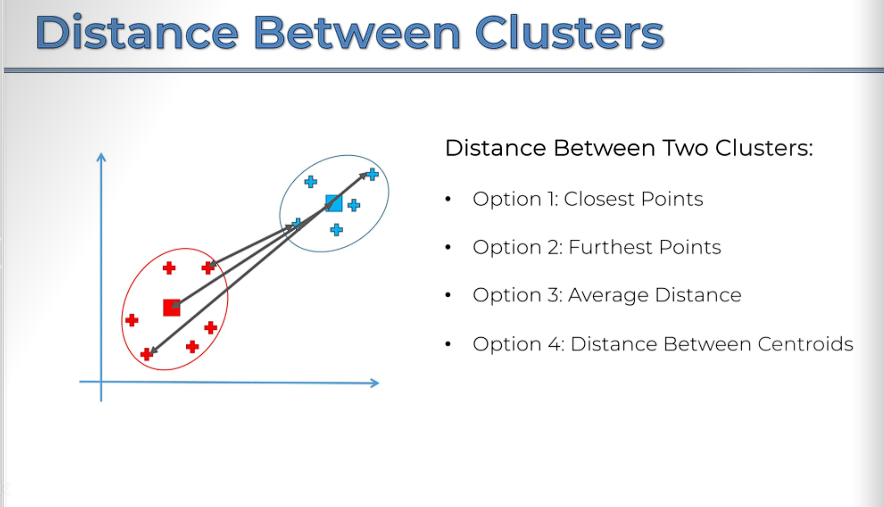 Distance Between Clusters
Distance Between Two Clusters:
• Option 1: Closest Points
• Option 2: Furthest Points
• Option 3: Average Distance
• Option 4: Distance Between Centroids